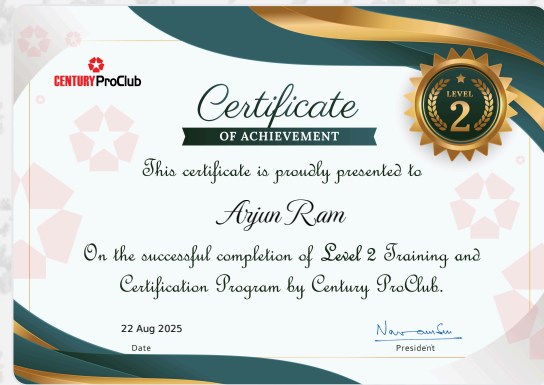 CENTURY ProClub
LEVEL
2
Certificate
OF ACHIEVEMENT
This certificate is proudly presented to
Arjun Ram
On the successful completion of Level 2 Training and
Certification Program by Century ProClub.
22 Aug 2025
Date
President